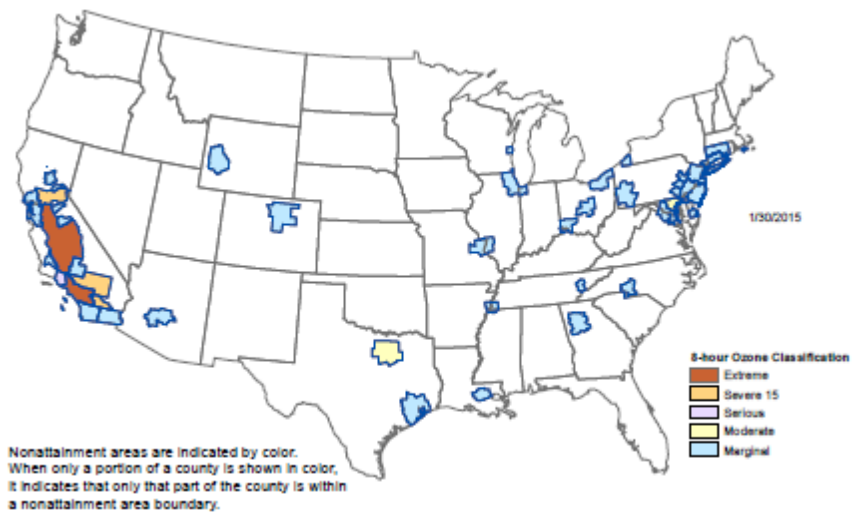 1/30/2015
8-hour Ozone Classification
Extreme
Severe 15
Serious
Moderate
Marginal
Nonattainment areas are indicated by color.
When only a portion of a county is shown in color,
it indicates that only that part of the county is within
a nonattainment area boundary.